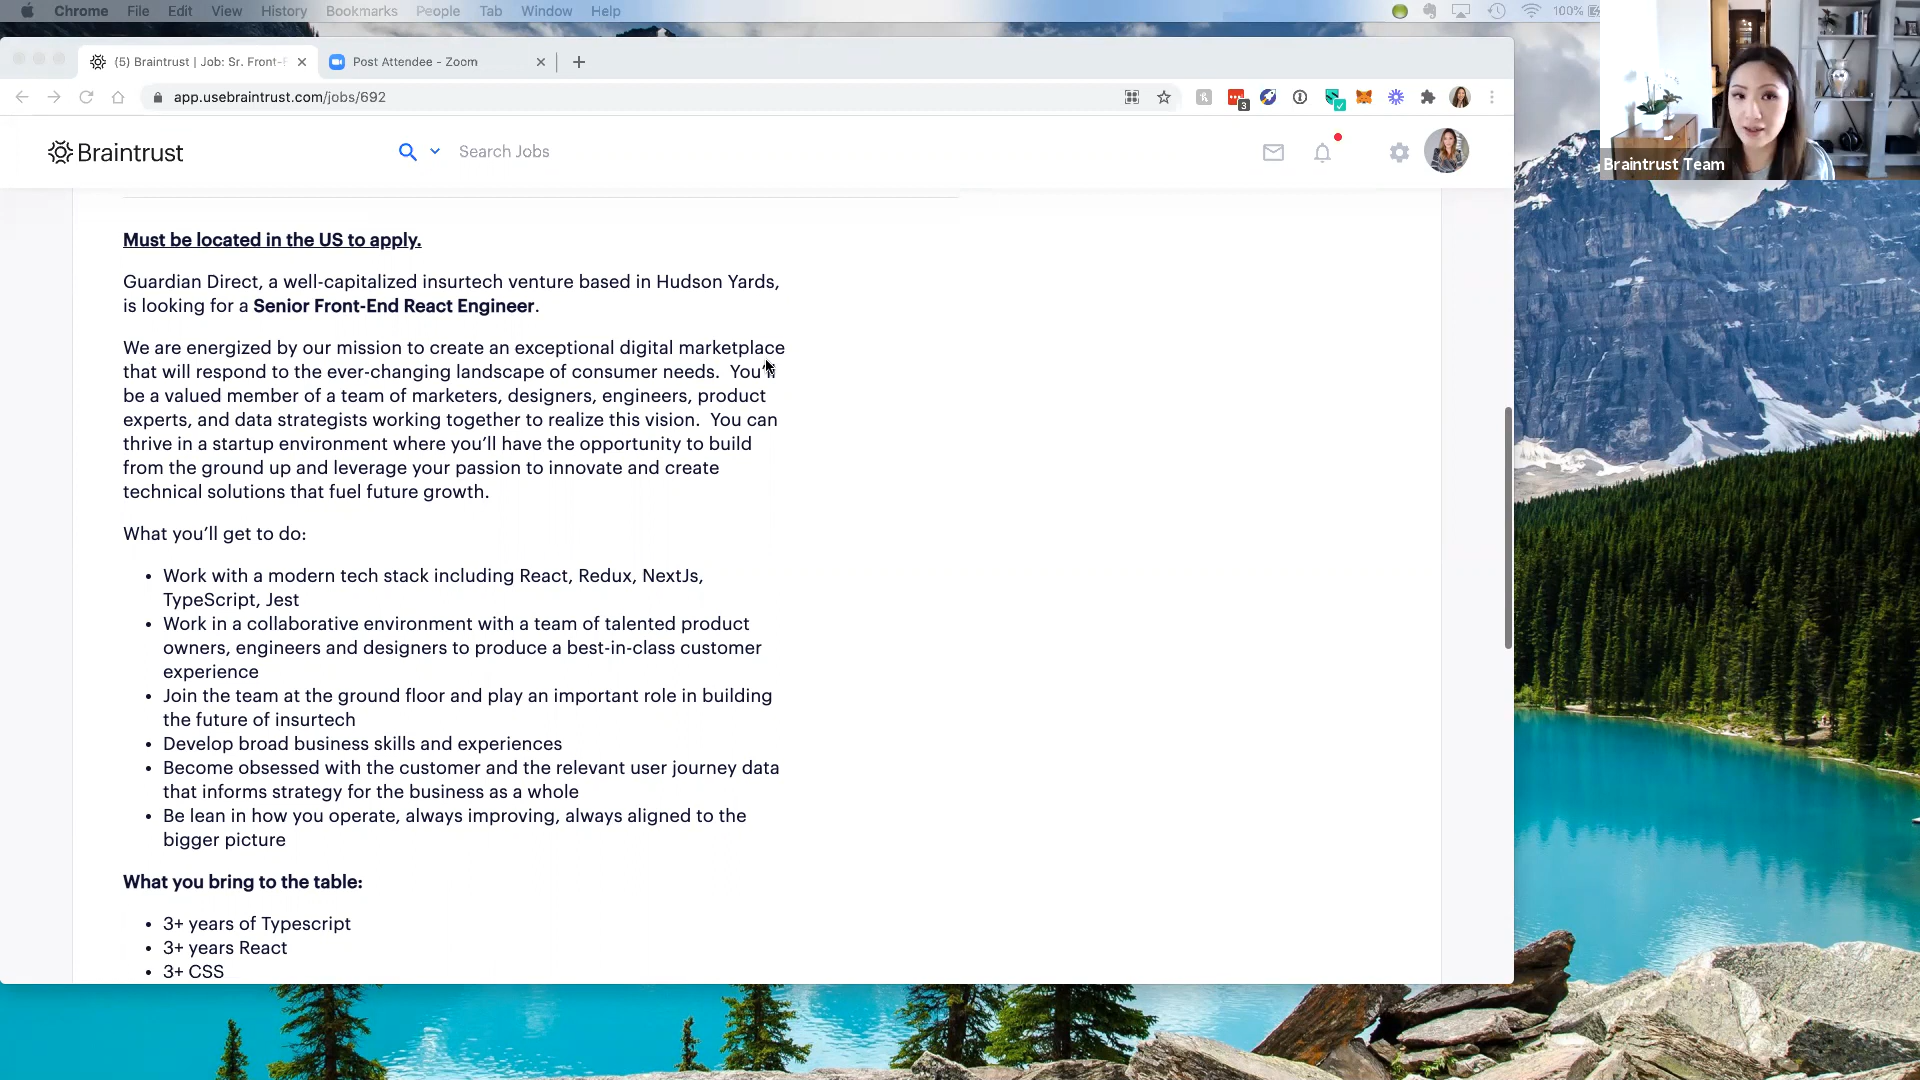 Chrome File Edit View History Bookmarks People Tab Window Help 100%
(5) Braintrust | Job: Sr. Front-E Post Attendee - Zoom
app.usebraintrust.com/jobs/692
3
Braintrust Search Jobs
Braintrust Team
Must be located in the US to apply.
Guardian Direct, a well-capitalized insurtech venture based in Hudson Yards,
is looking for a Senior Front-End React Engineer.
We are energized by our mission to create an exceptional digital marketplace
that will respond to the ever-changing landscape of consumer needs.  You'll
be a valued member of a team of marketers, designers, engineers, product
experts, and data strategists working together to realize this vision.  You can
thrive in a startup environment where you’ll have the opportunity to build
from the ground up and leverage your passion to innovate and create
technical solutions that fuel future growth.
What you’ll get to do:
• Work with a modern tech stack including React, Redux, NextJs,
TypeScript, Jest
• Work in a collaborative environment with a team of talented product
owners, engineers and designers to produce a best-in-class customer
experience
• Join the team at the ground floor and play an important role in building
the future of insurtech
• Develop broad business skills and experiences
• Become obsessed with the customer and the relevant user journey data
that informs strategy for the business as a whole
• Be lean in how you operate, always improving, always aligned to the
bigger picture
What you bring to the table:
• 3+ years of Typescript
• 3+ years React
• 3+ CSS